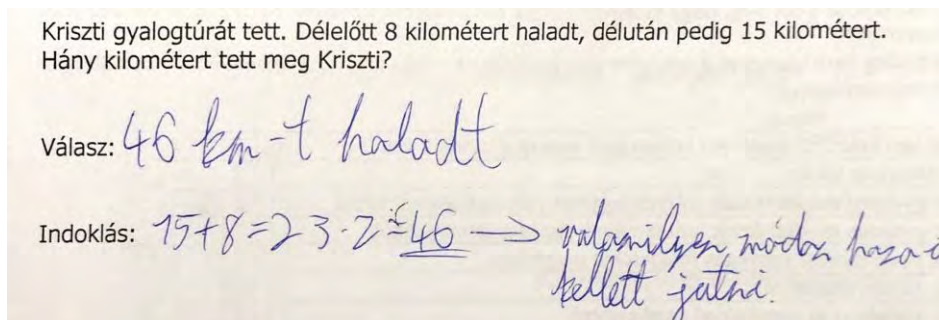 Kriszti gyalogtúrát tett. Délelőtt 8 kilométert haladt, délután pedig 15 kilométert.
Hány kilométert tett meg Kriszti?
Válasz: 46 km-t haladt
Indoklás: 15+8=23·2=46 → valamilyen módon haza is
kellett jutni.